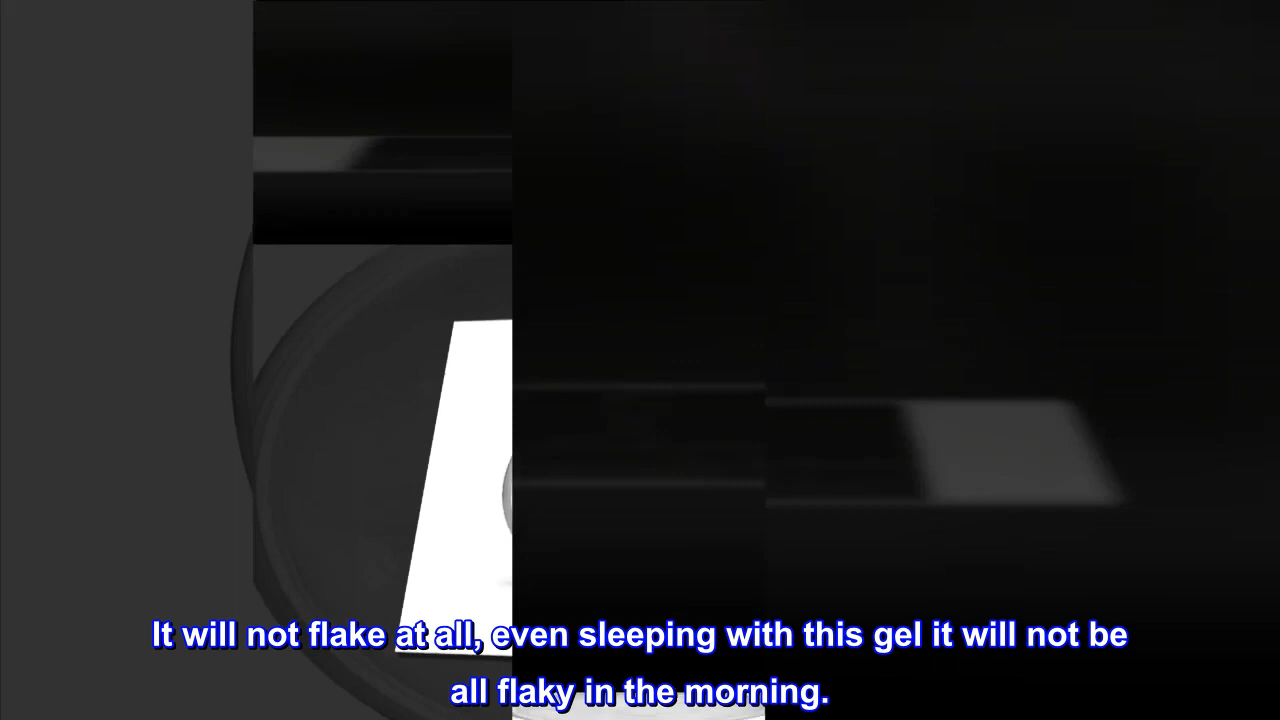 It will not flake at all, even sleeping with this gel it will not be
all flaky in the morning.